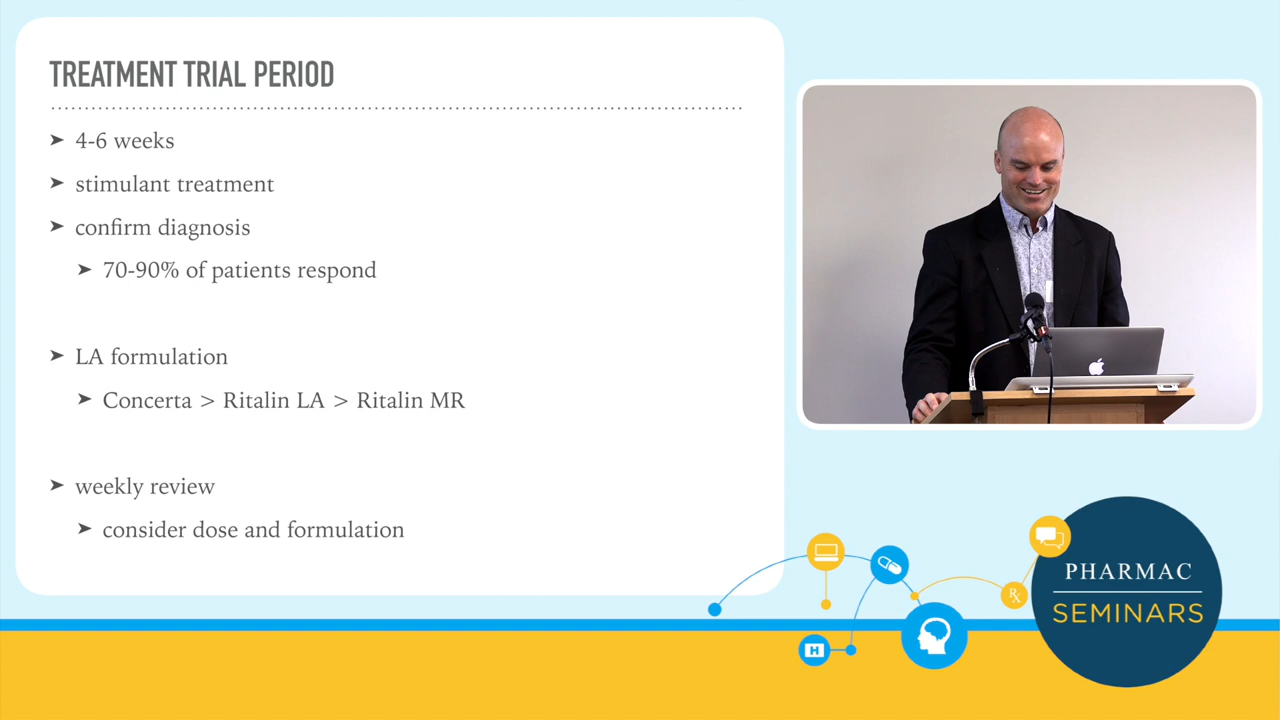 TREATMENT TRIAL PERIOD
➤ 4-6 weeks
➤ stimulant treatment
➤ confirm diagnosis
➤ 70-90% of patients respond
➤ LA formulation
➤ Concerta > Ritalin LA > Ritalin MR
➤ weekly review
➤ consider dose and formulation
H
Rx
PHARMAC
SEMINARS